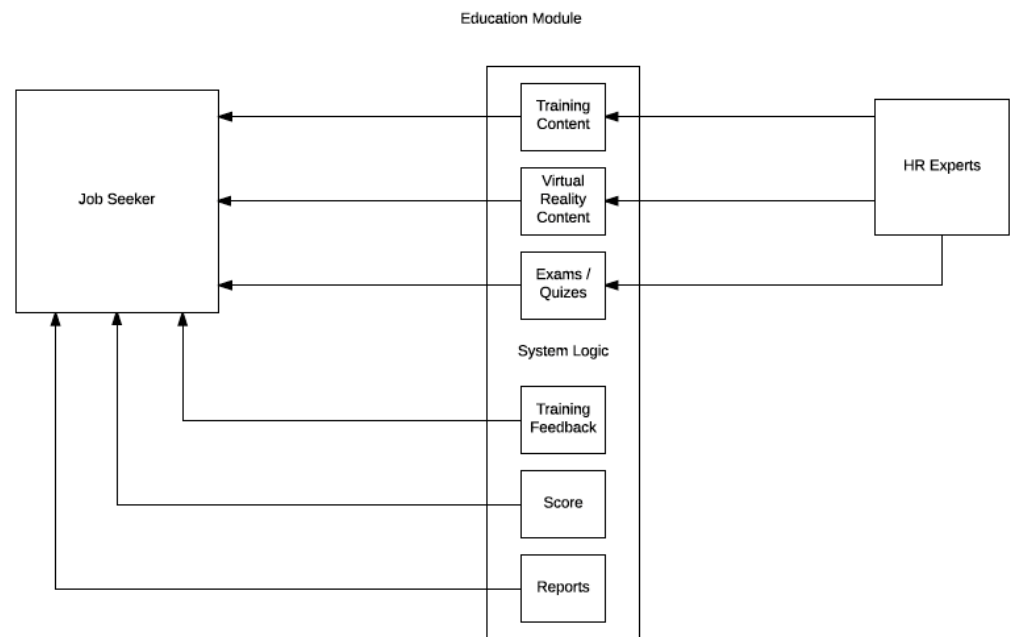 Education Module
Training
Content
HR Experts
Job Seeker
Virtual
Reality
Content
Exams /
Quizes
System Logic
Training
Feedback
Score
Reports